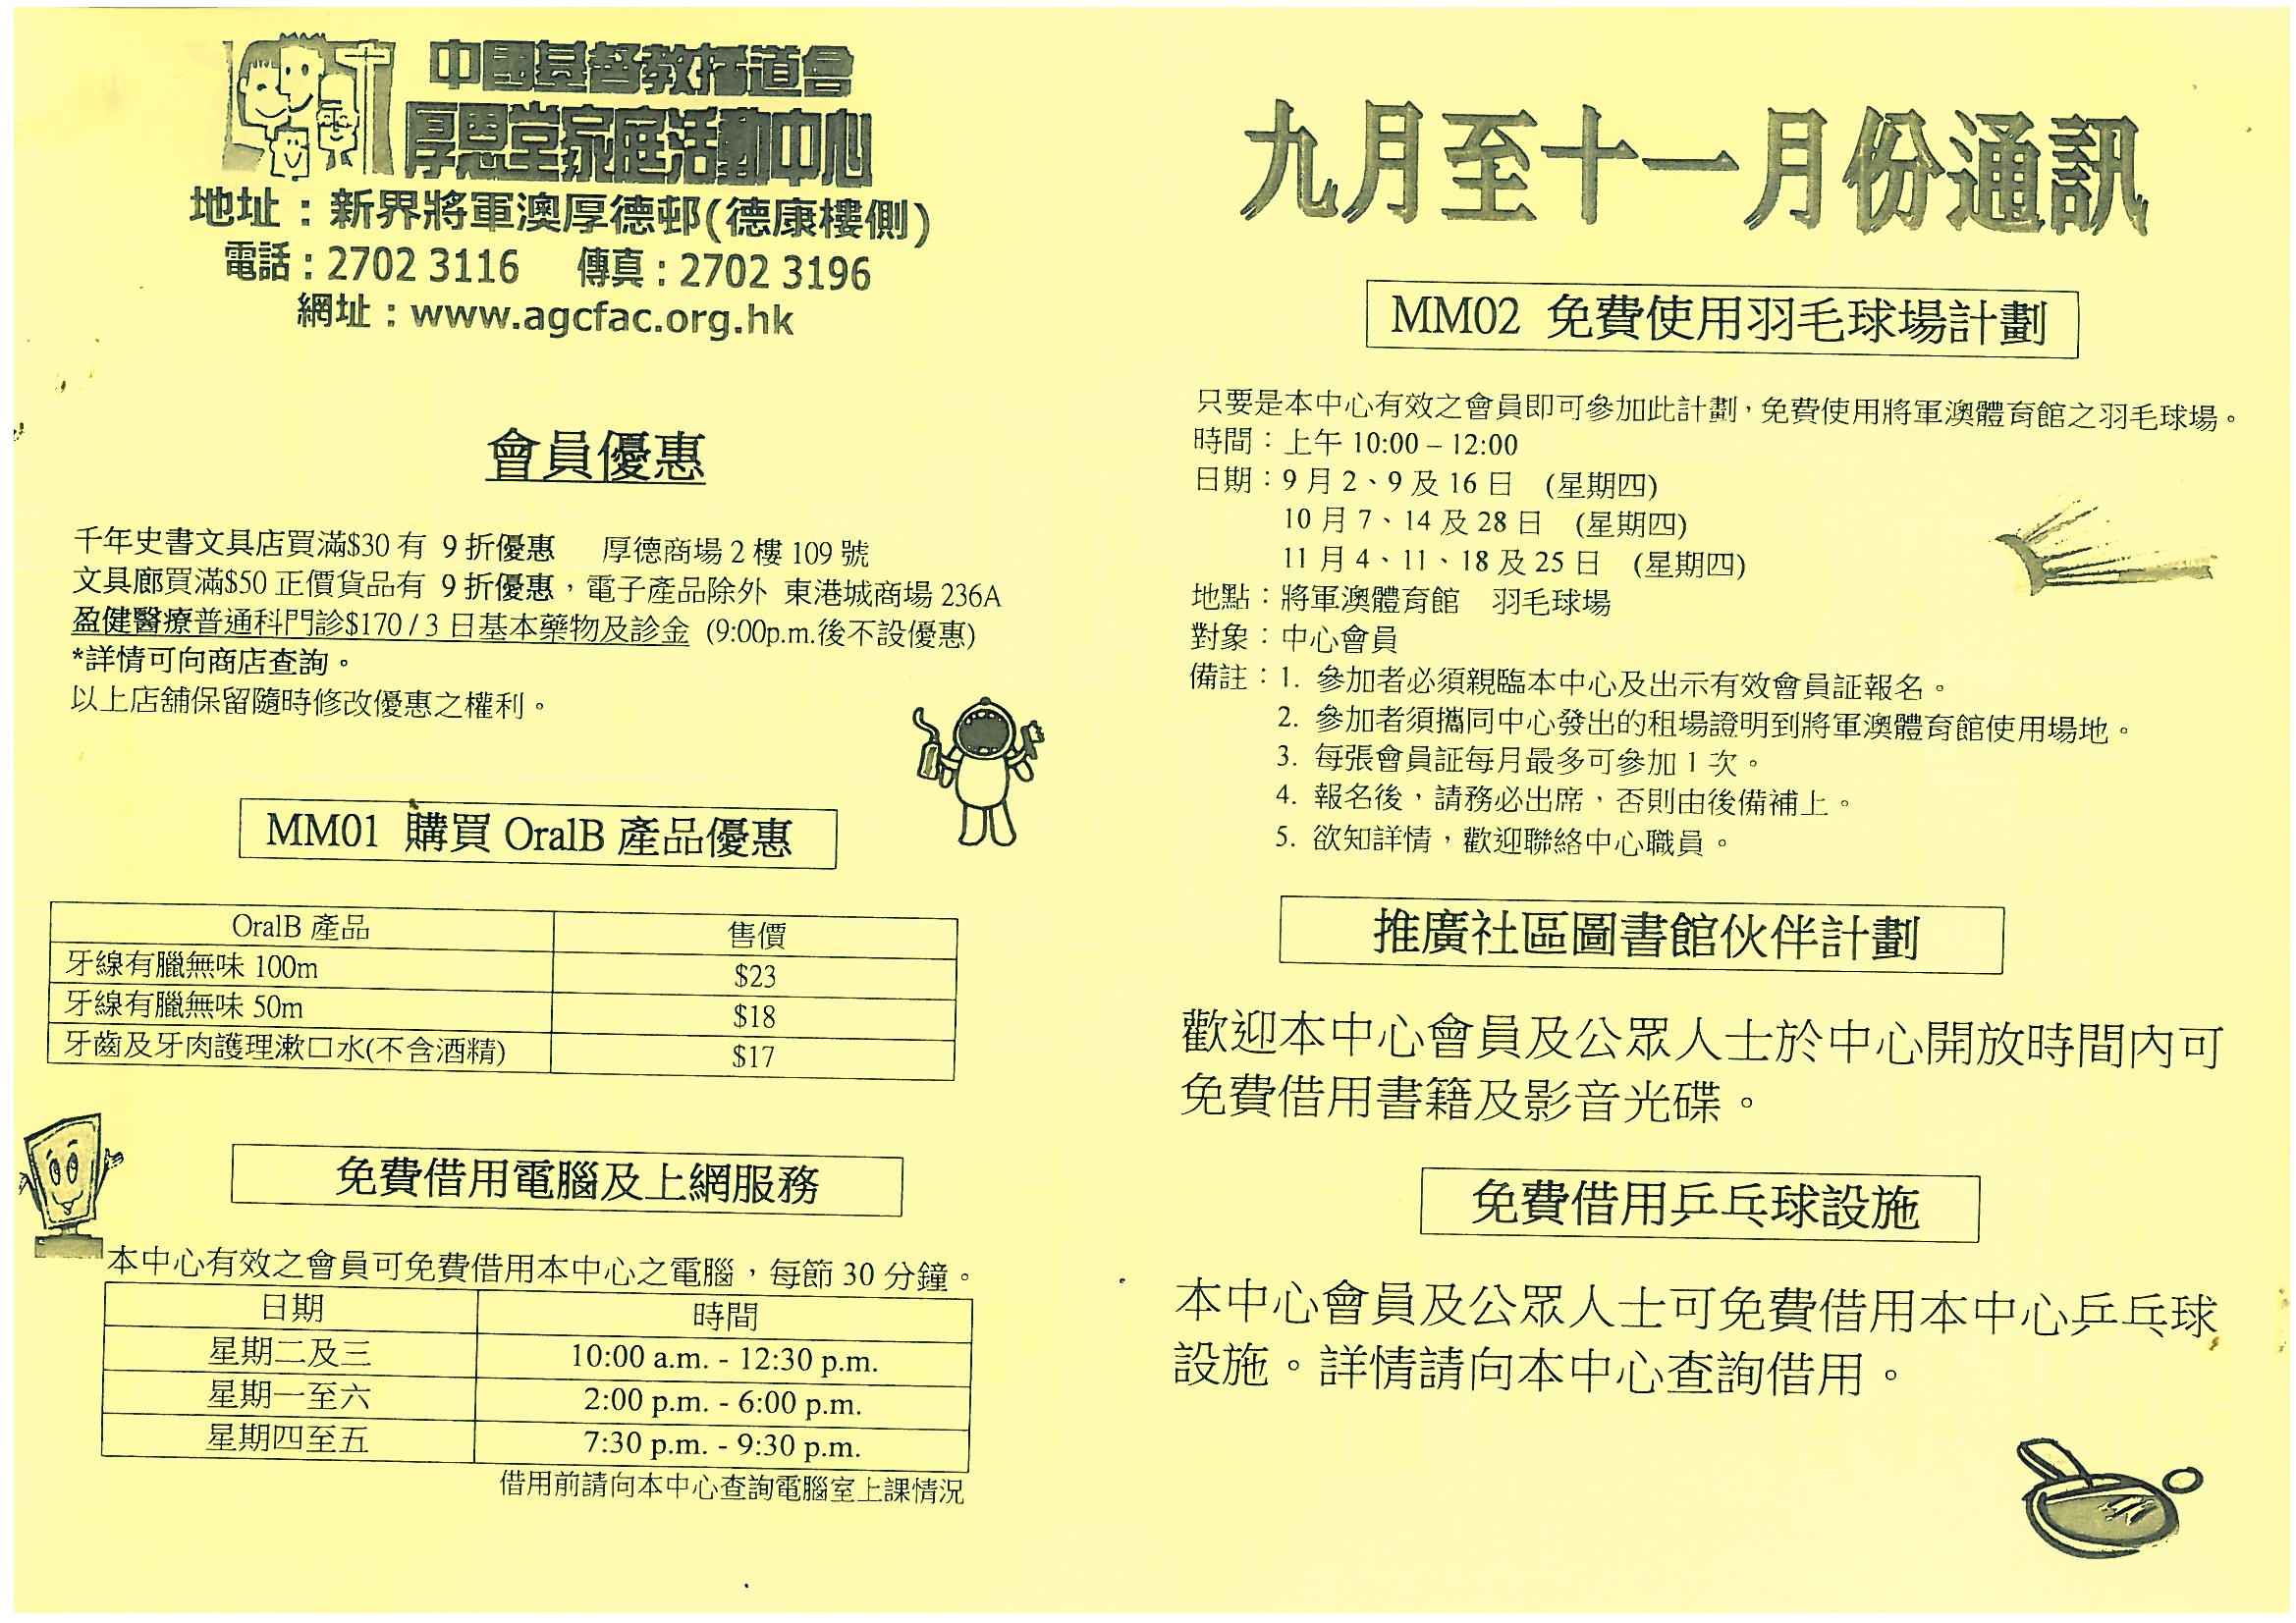 中國基督教播道會
厚恩堂家庭活動中心
地址：新界將軍澳厚德邨(德康樓側)
電話：2702 3116 傳真：2702 3196
網址：www.agcfac.org.hk
會員優惠
千年史書文具店買滿$30 有 9 折優惠 厚德商場 2 樓 109 號
文具廊買滿$50 正價貨品有 9 折優惠，電子產品除外 東港城商場 236A
盈健醫療普通科門診$170 / 3 日基本藥物及診金 (9:00p.m.後不設優惠)
*詳情可向商店查詢。
以上店舖保留隨時修改優惠之權利。
MM01 購買 OralB 產品優惠
OralB 產品 售價
牙線有臘無味 100m $23
牙線有臘無味 50m $18
牙齒及牙肉護理漱口水(不含酒精) $17
免費借用電腦及上網服務
本中心有效之會員可免費借用本中心之電腦，每節 30 分鐘。
日期 時間
星期二及三 10:00 a.m. - 12:30 p.m.
星期一至六 2:00 p.m. - 6:00 p.m.
星期四至五 7:30 p.m. - 9:30 p.m.
借用前請向本中心查詢電腦室上課情況
九月至十一月份通訊
MM02 免費使用羽毛球場計劃
只要是本中心有效之會員即可參加此計劃，免費使用將軍澳體育館之羽毛球場。
時間：上午 10:00 – 12:00
日期：9 月 2、9 及 16 日 (星期四)
10 月 7、14 及 28 日 (星期四)
11 月 4、11、18 及 25 日 (星期四)
地點：將軍澳體育館 羽毛球場
對象：中心會員
備註：1. 參加者必須親臨本中心及出示有效會員証報名。
2. 參加者須攜同中心發出的租場證明到將軍澳體育館使用場地。
3. 每張會員証每月最多可參加 1 次。
4. 報名後，請務必出席，否則由後備補上。
5. 欲知詳情，歡迎聯絡中心職員。
推廣社區圖書館伙伴計劃
歡迎本中心會員及公眾人士於中心開放時間內可
免費借用書籍及影音光碟。
免費借用乒乓球設施
本中心會員及公眾人士可免費借用本中心乒乓球
設施。詳情請向本中心查詢借用。